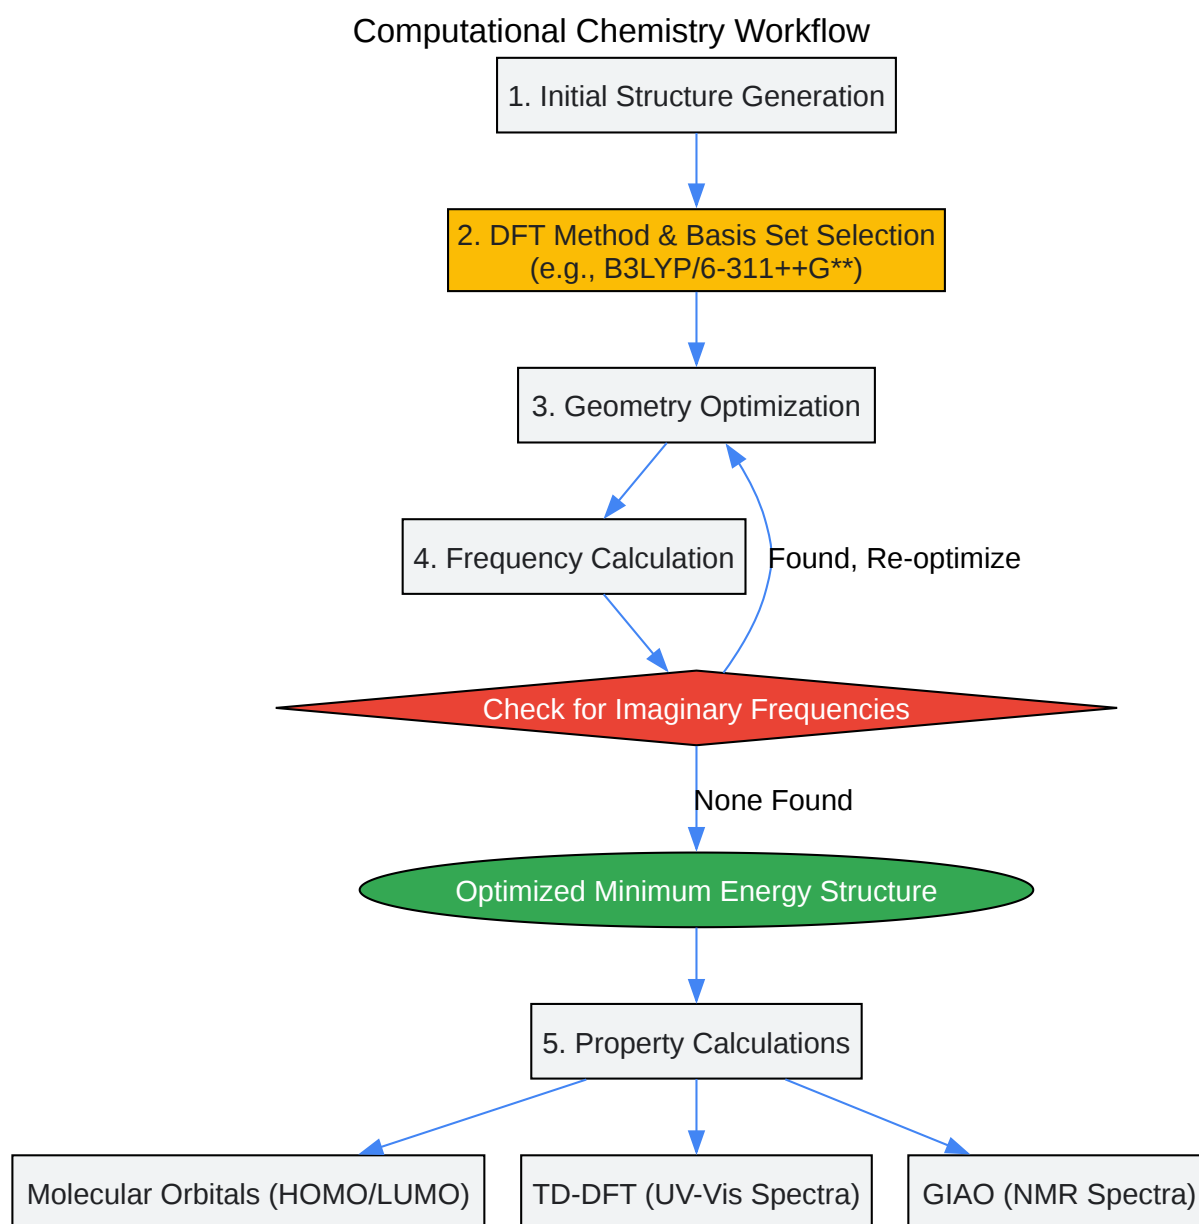 Computational Chemistry Workflow
1. Initial Structure Generation
2. DFT Method & Basis Set Selection
(e.g., B3LYP/6-311++G**)
3. Geometry Optimization
4. Frequency Calculation
Found, Re-optimize
Check for Imaginary Frequencies
None Found
Optimized Minimum Energy Structure
5. Property Calculations
Molecular Orbitals (HOMO/LUMO)
TD-DFT (UV-Vis Spectra)
GIAO (NMR Spectra)